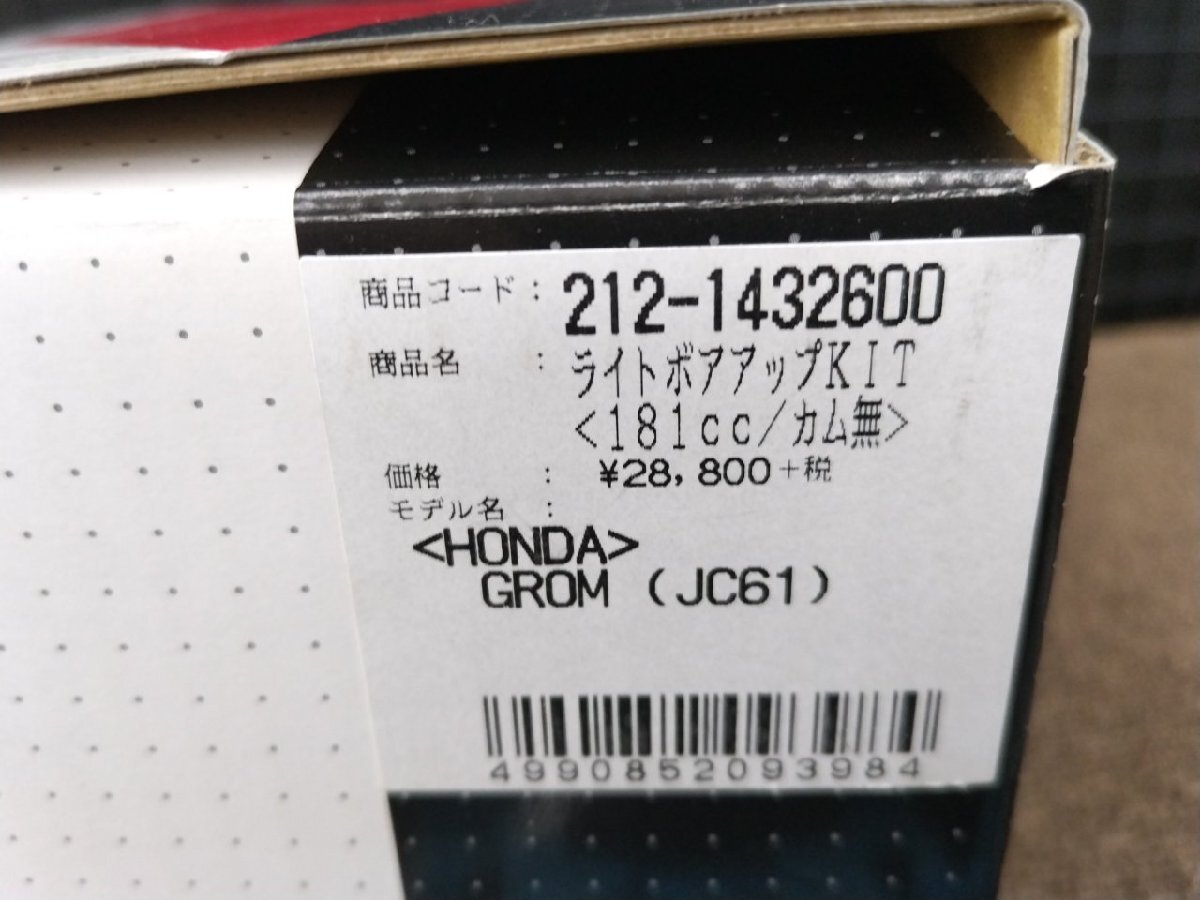 商品コード： 212-1432600
商品名 ： ライトボアアップKIT
<181cc/カム無>
価格 ： ¥28,800+税
モデル名 ：
<HONDA>
GROM (JC61)
4990852093984